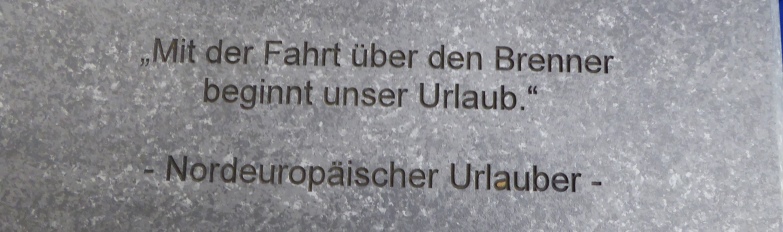 „Mit der Fahrt über den Brenner
beginnt unser Urlaub.“
- Nordeuropäischer Urlauber -